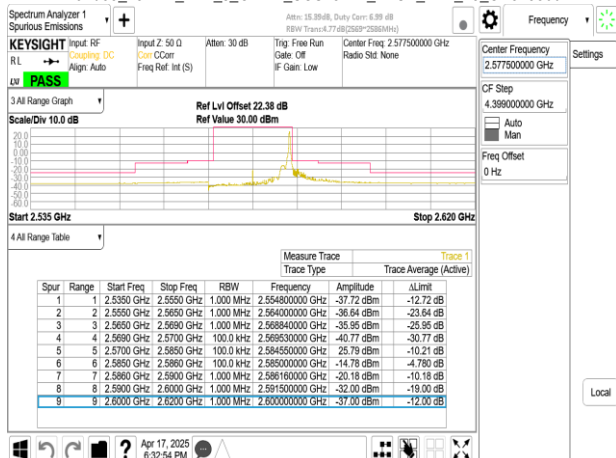 Spectrum Analyzer 1
Spurious Emissions
Attn: 15.39dB, Duty Corr: 6.99 dB
RBW Trans:4.77dB(2569~2586MHz)
Frequency
KEYSIGHT
Input: RF
Coupling: DC
Align: Auto
Input Z: 50 Ω
Corr CCorr
Freq Ref: Int (S)
Atten: 30 dB
Trig: Free Run
Gate: Off
IF Gain: Low
Center Freq: 2.577500000 GHz
Radio Std: None
RL
LXI
PASS
Center Frequency
2.577500000 GHz
Settings
CF Step
4.399000000 GHz
Auto
Man
Freq Offset
0 Hz
3 All Range Graph
Scale/Div 10.0 dB
Ref Lvl Offset 22.38 dB
Ref Value 30.00 dBm
20.0
10.0
0.00
-10.0
-20.0
-30.0
-40.0
-50.0
-60.0
Start 2.535 GHz
Stop 2.620 GHz
4 All Range Table
Measure Trace Trace 1
Trace Type Trace Average (Active)
Spur Range Start Freq Stop Freq RBW Frequency Amplitude ΔLimit
1 1 2.5350 GHz 2.5550 GHz 1.000 MHz 2.554800000 GHz -37.72 dBm -12.72 dB
2 2 2.5550 GHz 2.5650 GHz 1.000 MHz 2.564000000 GHz -36.64 dBm -23.64 dB
3 3 2.5650 GHz 2.5690 GHz 1.000 MHz 2.568840000 GHz -35.95 dBm -25.95 dB
4 4 2.5690 GHz 2.5700 GHz 100.0 kHz 2.569530000 GHz -40.77 dBm -30.77 dB
5 5 2.5700 GHz 2.5850 GHz 100.0 kHz 2.584550000 GHz 25.79 dBm -10.21 dB
6 6 2.5850 GHz 2.5860 GHz 100.0 kHz 2.585000000 GHz -14.78 dBm -4.780 dB
7 7 2.5860 GHz 2.5900 GHz 1.000 MHz 2.586160000 GHz -20.18 dBm -10.18 dB
8 8 2.5900 GHz 2.6000 GHz 1.000 MHz 2.591500000 GHz -32.00 dBm -19.00 dB
9 9 2.6000 GHz 2.6200 GHz 1.000 MHz 2.600000000 GHz -37.00 dBm -12.00 dB
Local
?
Apr 17, 2025
6:32:54 PM